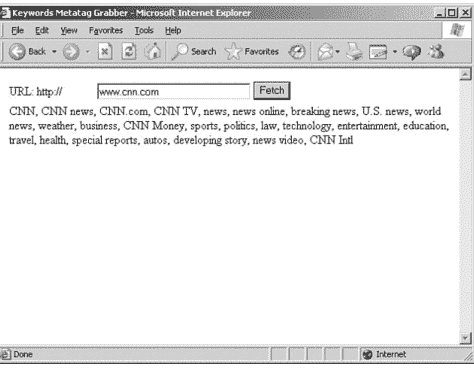 Keywords Metatag Grabber - Microsoft Internet Explorer
File Edit View Favorites Tools Help
Back Search Favorites
URL: http:// www.cnn.com Fetch
CNN, CNN news, CNN.com, CNN TV, news, news online, breaking news, U.S. news, world
news, weather, business, CNN Money, sports, politics, law, technology, entertainment, education,
travel, health, special reports, autos, developing story, news video, CNN Intl
Done Internet